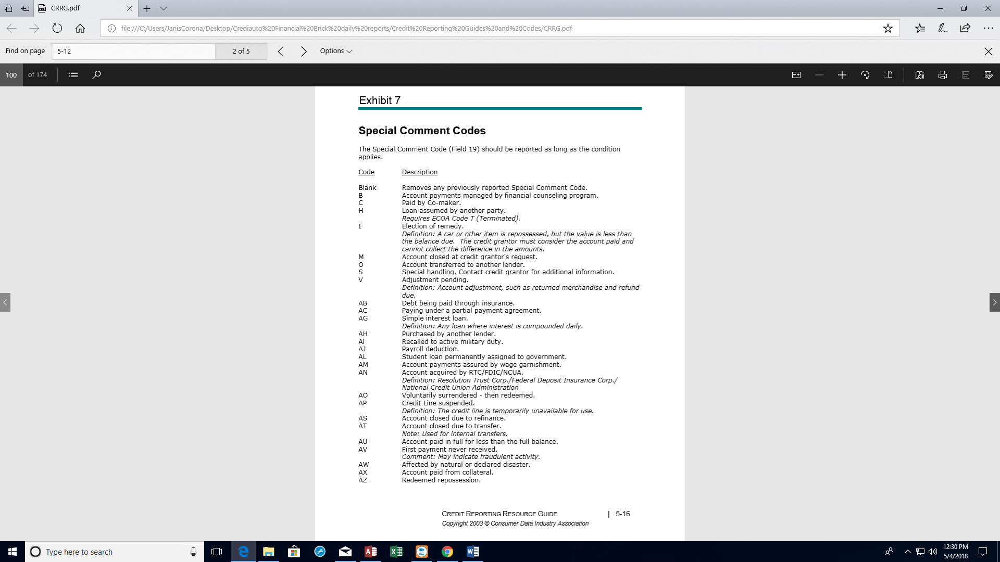 CRRG.pdf
file:///C:/Users/JanisCorona/Desktop/Crediauto%20Financial%20Brick%20daily%20reports/Credit%20Reporting%20Guides%20and%20Codes/CRRG.pdf
Find on page 5-12 2 of 5 Options
100 of 174
Exhibit 7
Special Comment Codes
The Special Comment Code (Field 19) should be reported as long as the condition
applies.
Code Description
Blank Removes any previously reported Special Comment Code.
B Account payments managed by financial counseling program.
C Paid by Co-maker.
H Loan assumed by another party.
Requires ECOA Code T (Terminated).
I Election of remedy.
Definition: A car or other item is repossessed, but the value is less than
the balance due. The credit grantor must consider the account paid and
cannot collect the difference in the amounts.
M Account closed at credit grantor's request.
O Account transferred to another lender.
S Special handling. Contact credit grantor for additional information.
V Adjustment pending.
Definition: Account adjustment, such as returned merchandise and refund
due.
AB Debt being paid through insurance.
AC Paying under a partial payment agreement.
AG Simple interest loan.
Definition: Any loan where interest is compounded daily.
AH Purchased by another lender.
AI Recalled to active military duty.
AJ Payroll deduction.
AL Student loan permanently assigned to government.
AM Account payments assured by wage garnishment.
AN Account acquired by RTC/FDIC/NCUA.
Definition: Resolution Trust Corp./Federal Deposit Insurance Corp./
National Credit Union Administration
AO Voluntarily surrendered - then redeemed.
AP Credit Line suspended.
Definition: The credit line is temporarily unavailable for use.
AS Account closed due to refinance.
AT Account closed due to transfer.
Note: Used for internal transfers.
AU Account paid in full for less than the full balance.
AV First payment never received.
Comment: May indicate fraudulent activity.
AW Affected by natural or declared disaster.
AX Account paid from collateral.
AZ Redeemed repossession.
CREDIT REPORTING RESOURCE GUIDE | 5-16
Copyright 2003 © Consumer Data Industry Association
Type here to search
12:30 PM
5/4/2018